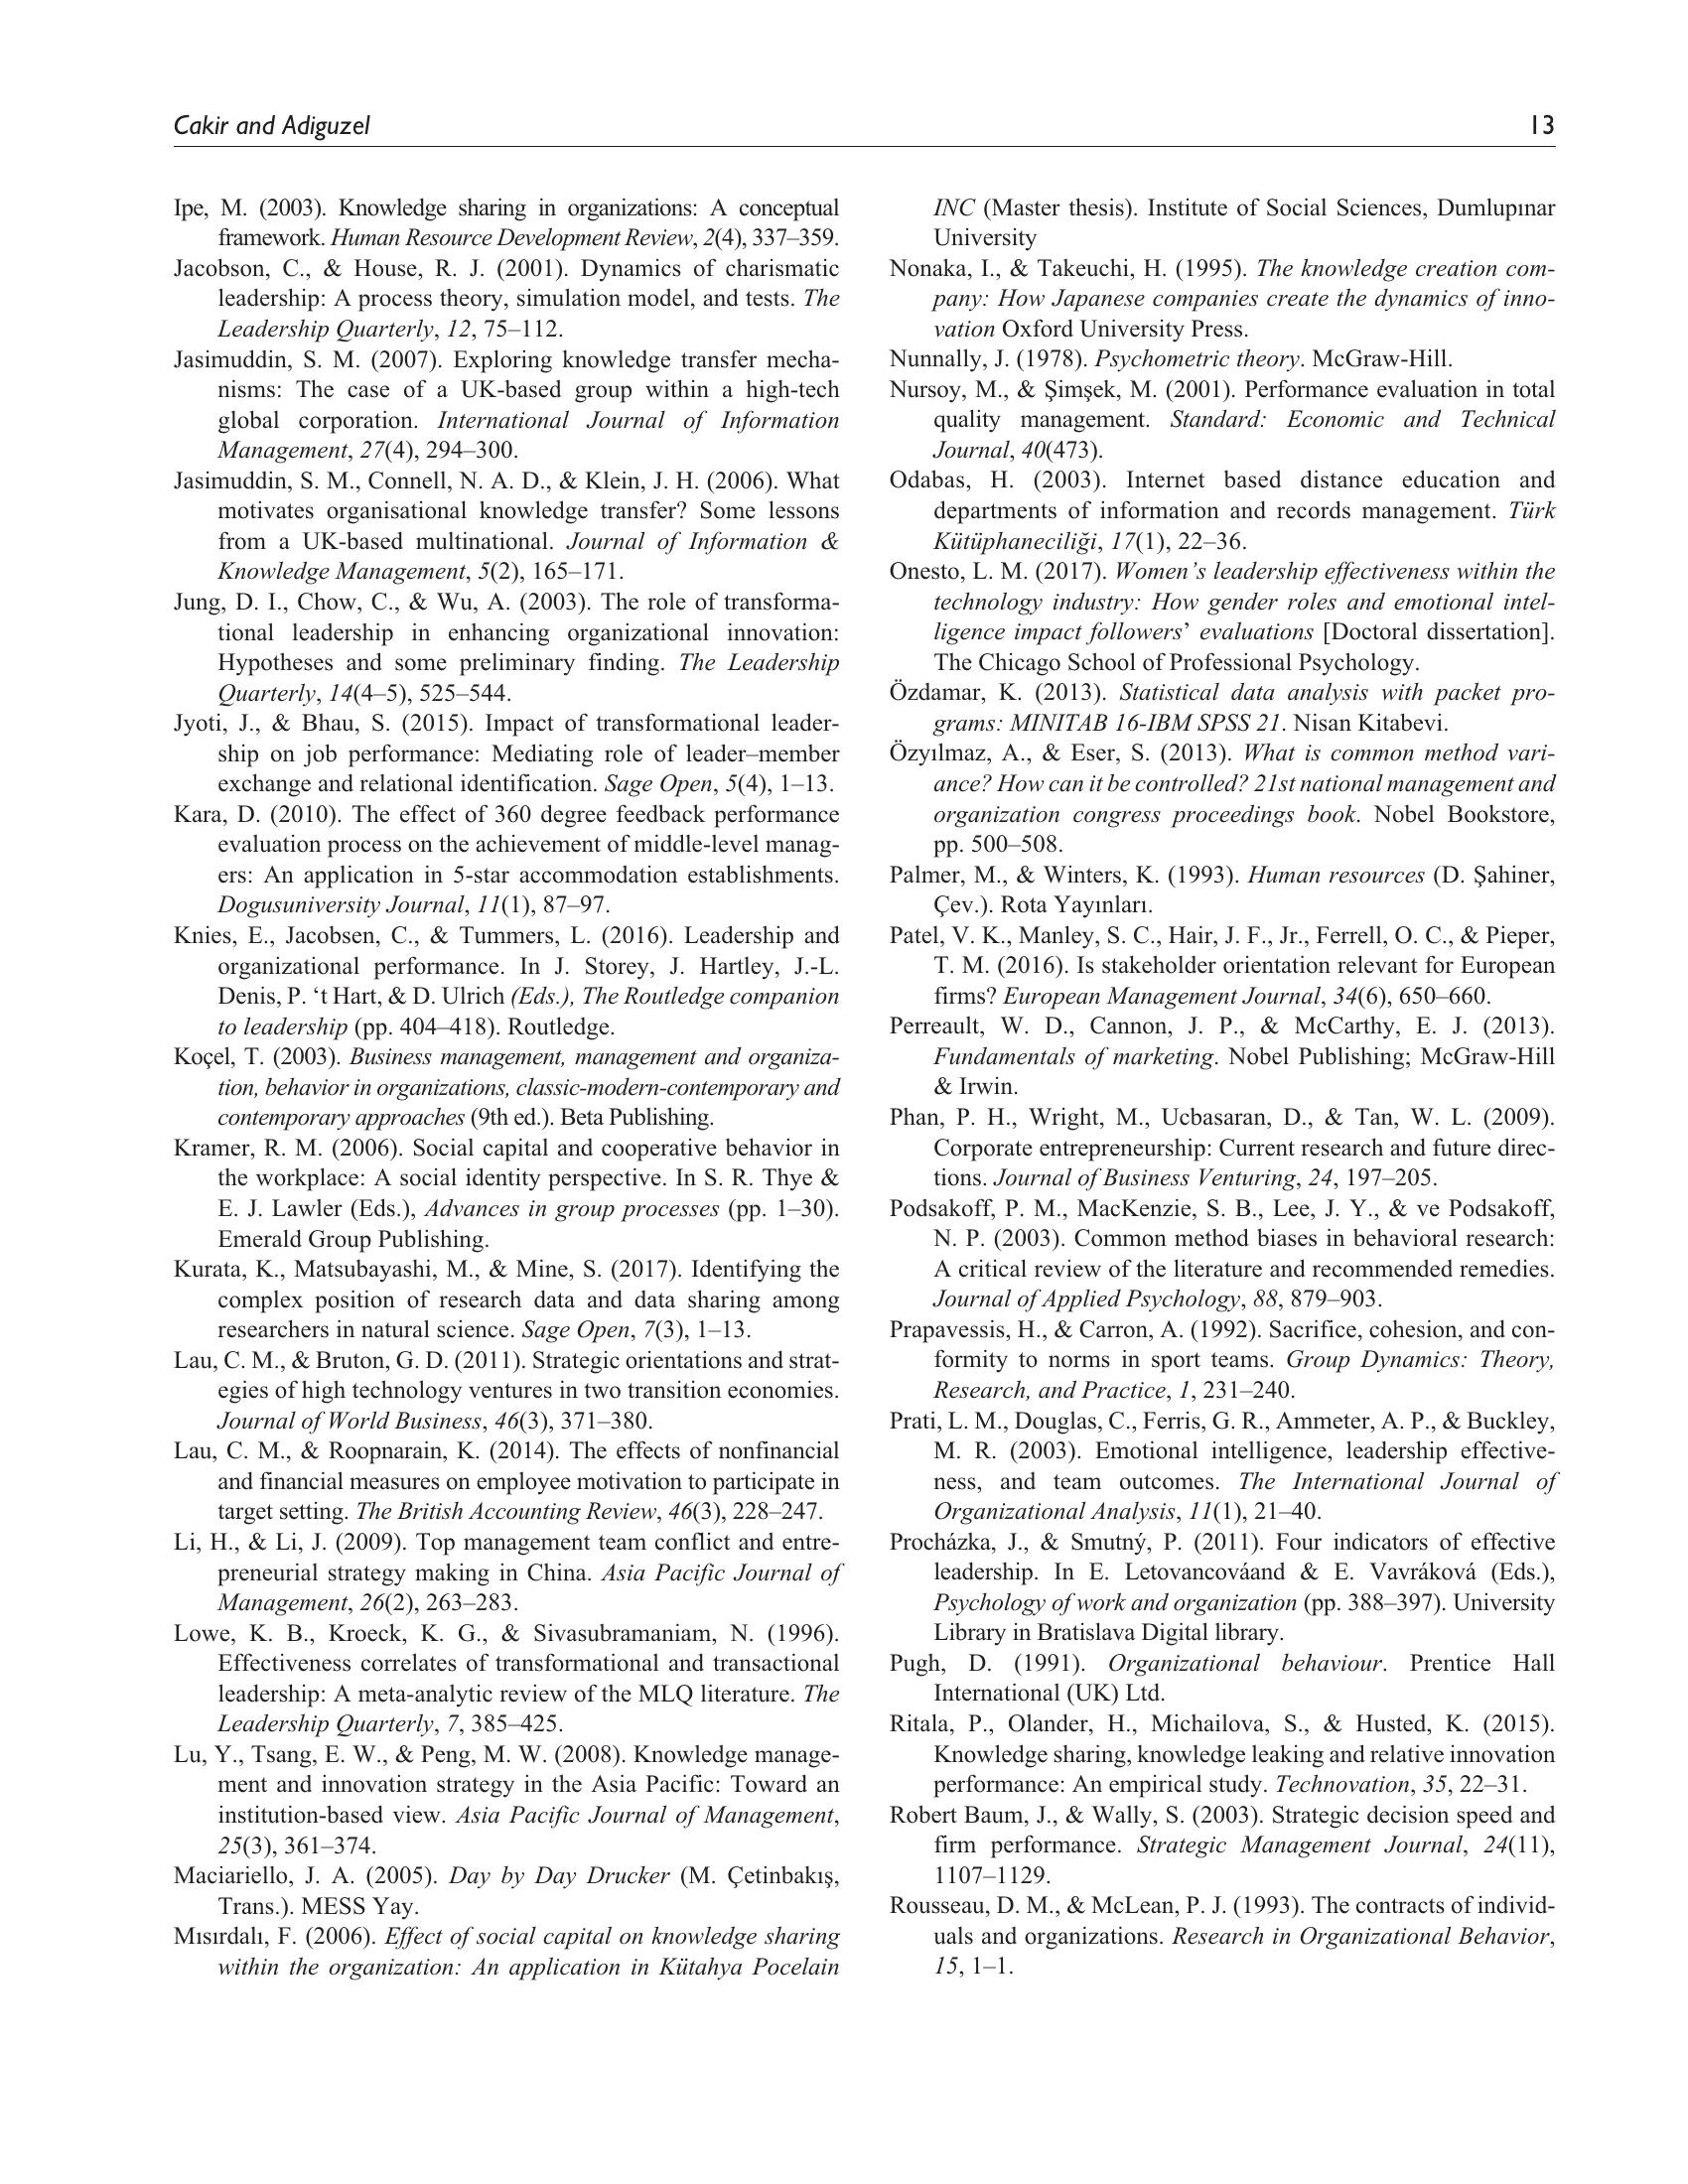 Cakir and Adiguzel 13
Ipe, M. (2003). Knowledge sharing in organizations: A conceptual
framework. Human Resource Development Review, 2(4), 337–359.
Jacobson, C., & House, R. J. (2001). Dynamics of charismatic
leadership: A process theory, simulation model, and tests. The
Leadership Quarterly, 12, 75–112.
Jasimuddin, S. M. (2007). Exploring knowledge transfer mecha-
nisms: The case of a UK-based group within a high-tech
global corporation. International Journal of Information
Management, 27(4), 294–300.
Jasimuddin, S. M., Connell, N. A. D., & Klein, J. H. (2006). What
motivates organisational knowledge transfer? Some lessons
from a UK-based multinational. Journal of Information &
Knowledge Management, 5(2), 165–171.
Jung, D. I., Chow, C., & Wu, A. (2003). The role of transforma-
tional leadership in enhancing organizational innovation:
Hypotheses and some preliminary finding. The Leadership
Quarterly, 14(4–5), 525–544.
Jyoti, J., & Bhau, S. (2015). Impact of transformational leader-
ship on job performance: Mediating role of leader–member
exchange and relational identification. Sage Open, 5(4), 1–13.
Kara, D. (2010). The effect of 360 degree feedback performance
evaluation process on the achievement of middle-level manag-
ers: An application in 5-star accommodation establishments.
Dogusuniversity Journal, 11(1), 87–97.
Knies, E., Jacobsen, C., & Tummers, L. (2016). Leadership and
organizational performance. In J. Storey, J. Hartley, J.-L.
Denis, P. ‘t Hart, & D. Ulrich (Eds.), The Routledge companion
to leadership (pp. 404–418). Routledge.
Koçel, T. (2003). Business management, management and organiza-
tion, behavior in organizations, classic-modern-contemporary and
contemporary approaches (9th ed.). Beta Publishing.
Kramer, R. M. (2006). Social capital and cooperative behavior in
the workplace: A social identity perspective. In S. R. Thye &
E. J. Lawler (Eds.), Advances in group processes (pp. 1–30).
Emerald Group Publishing.
Kurata, K., Matsubayashi, M., & Mine, S. (2017). Identifying the
complex position of research data and data sharing among
researchers in natural science. Sage Open, 7(3), 1–13.
Lau, C. M., & Bruton, G. D. (2011). Strategic orientations and strat-
egies of high technology ventures in two transition economies.
Journal of World Business, 46(3), 371–380.
Lau, C. M., & Roopnarain, K. (2014). The effects of nonfinancial
and financial measures on employee motivation to participate in
target setting. The British Accounting Review, 46(3), 228–247.
Li, H., & Li, J. (2009). Top management team conflict and entre-
preneurial strategy making in China. Asia Pacific Journal of
Management, 26(2), 263–283.
Lowe, K. B., Kroeck, K. G., & Sivasubramaniam, N. (1996).
Effectiveness correlates of transformational and transactional
leadership: A meta-analytic review of the MLQ literature. The
Leadership Quarterly, 7, 385–425.
Lu, Y., Tsang, E. W., & Peng, M. W. (2008). Knowledge manage-
ment and innovation strategy in the Asia Pacific: Toward an
institution-based view. Asia Pacific Journal of Management,
25(3), 361–374.
Maciariello, J. A. (2005). Day by Day Drucker (M. Çetinbakış,
Trans.). MESS Yay.
Mısırdalı, F. (2006). Effect of social capital on knowledge sharing
within the organization: An application in Kütahya Pocelain
INC (Master thesis). Institute of Social Sciences, Dumlupınar
University
Nonaka, I., & Takeuchi, H. (1995). The knowledge creation com-
pany: How Japanese companies create the dynamics of inno-
vation Oxford University Press.
Nunnally, J. (1978). Psychometric theory. McGraw-Hill.
Nursoy, M., & Şimşek, M. (2001). Performance evaluation in total
quality management. Standard: Economic and Technical
Journal, 40(473).
Odabas, H. (2003). Internet based distance education and
departments of information and records management. Türk
Kütüphaneciliği, 17(1), 22–36.
Onesto, L. M. (2017). Women’s leadership effectiveness within the
technology industry: How gender roles and emotional intel-
ligence impact followers’ evaluations [Doctoral dissertation].
The Chicago School of Professional Psychology.
Özdamar, K. (2013). Statistical data analysis with packet pro-
grams: MINITAB 16-IBM SPSS 21. Nisan Kitabevi.
Özyılmaz, A., & Eser, S. (2013). What is common method vari-
ance? How can it be controlled? 21st national management and
organization congress proceedings book. Nobel Bookstore,
pp. 500–508.
Palmer, M., & Winters, K. (1993). Human resources (D. Şahiner,
Çev.). Rota Yayınları.
Patel, V. K., Manley, S. C., Hair, J. F., Jr., Ferrell, O. C., & Pieper,
T. M. (2016). Is stakeholder orientation relevant for European
firms? European Management Journal, 34(6), 650–660.
Perreault, W. D., Cannon, J. P., & McCarthy, E. J. (2013).
Fundamentals of marketing. Nobel Publishing; McGraw-Hill
& Irwin.
Phan, P. H., Wright, M., Ucbasaran, D., & Tan, W. L. (2009).
Corporate entrepreneurship: Current research and future direc-
tions. Journal of Business Venturing, 24, 197–205.
Podsakoff, P. M., MacKenzie, S. B., Lee, J. Y., & ve Podsakoff,
N. P. (2003). Common method biases in behavioral research:
A critical review of the literature and recommended remedies.
Journal of Applied Psychology, 88, 879–903.
Prapavessis, H., & Carron, A. (1992). Sacrifice, cohesion, and con-
formity to norms in sport teams. Group Dynamics: Theory,
Research, and Practice, 1, 231–240.
Prati, L. M., Douglas, C., Ferris, G. R., Ammeter, A. P., & Buckley,
M. R. (2003). Emotional intelligence, leadership effective-
ness, and team outcomes. The International Journal of
Organizational Analysis, 11(1), 21–40.
Procházka, J., & Smutný, P. (2011). Four indicators of effective
leadership. In E. Letovancováand & E. Vavráková (Eds.),
Psychology of work and organization (pp. 388–397). University
Library in Bratislava Digital library.
Pugh, D. (1991). Organizational behaviour. Prentice Hall
International (UK) Ltd.
Ritala, P., Olander, H., Michailova, S., & Husted, K. (2015).
Knowledge sharing, knowledge leaking and relative innovation
performance: An empirical study. Technovation, 35, 22–31.
Robert Baum, J., & Wally, S. (2003). Strategic decision speed and
firm performance. Strategic Management Journal, 24(11),
1107–1129.
Rousseau, D. M., & McLean, P. J. (1993). The contracts of individ-
uals and organizations. Research in Organizational Behavior,
15, 1–1.